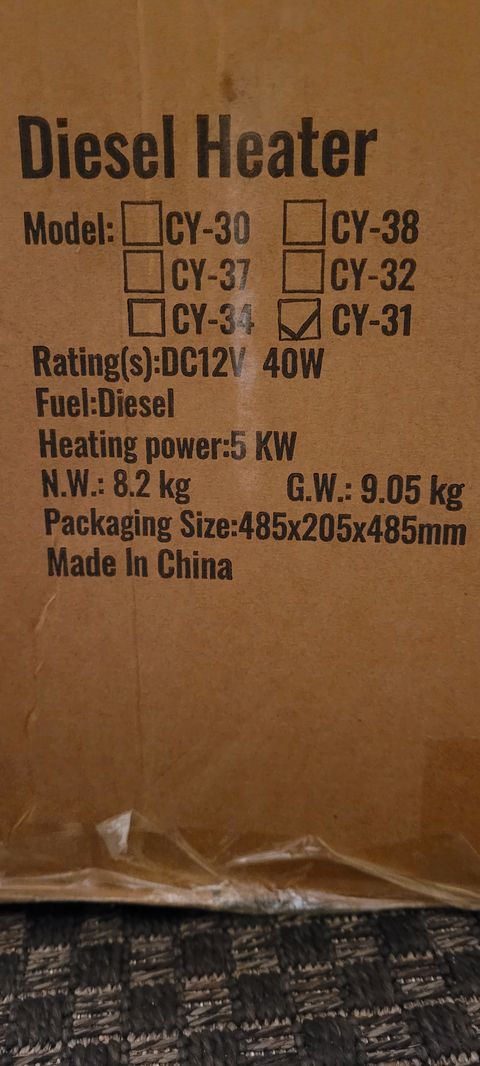 Diesel Heater
Model: ☐CY-30 ☐CY-38
☐CY-37 ☐CY-32
☐CY-34 ☑CY-31
Rating(s):DC12V 40W
Fuel:Diesel
Heating power:5 KW
N.W.: 8.2 kg G.W.: 9.05 kg
Packaging Size:485x205x485mm
Made In China